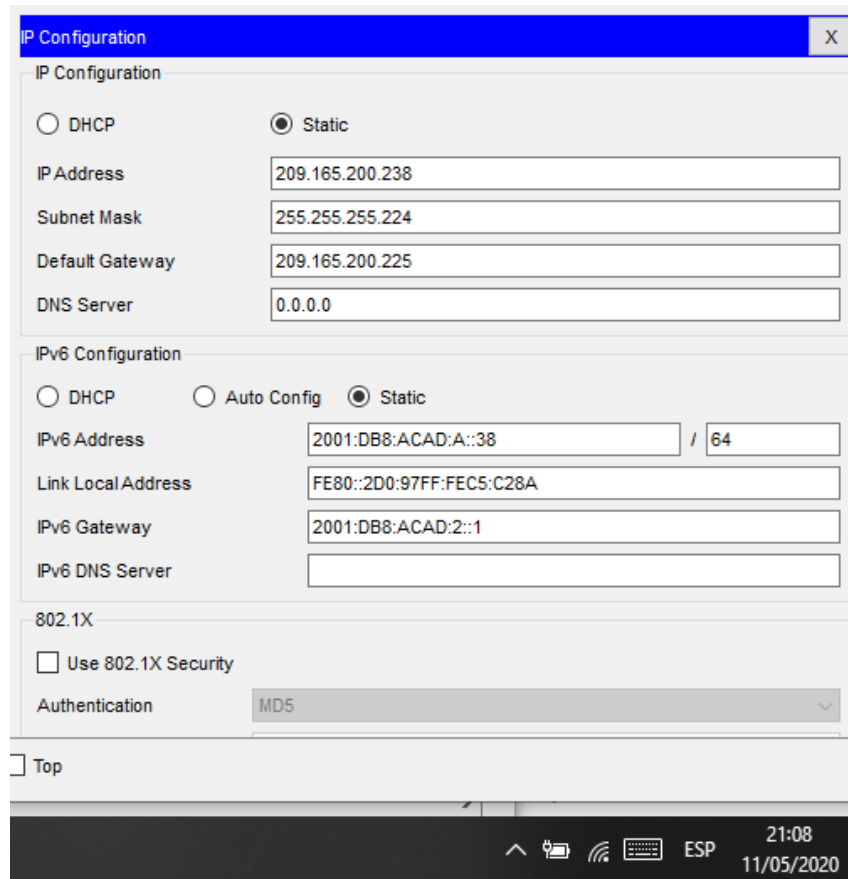 IP Configuration X
IP Configuration
DHCP Static
IP Address 209.165.200.238
Subnet Mask 255.255.255.224
Default Gateway 209.165.200.225
DNS Server 0.0.0.0
IPv6 Configuration
DHCP Auto Config Static
IPv6 Address 2001:DB8:ACAD:A::38 / 64
Link Local Address FE80::2D0:97FF:FEC5:C28A
IPv6 Gateway 2001:DB8:ACAD:2::1
IPv6 DNS Server
802.1X
Use 802.1X Security
Authentication MD5
Top
ESP 21:08
11/05/2020